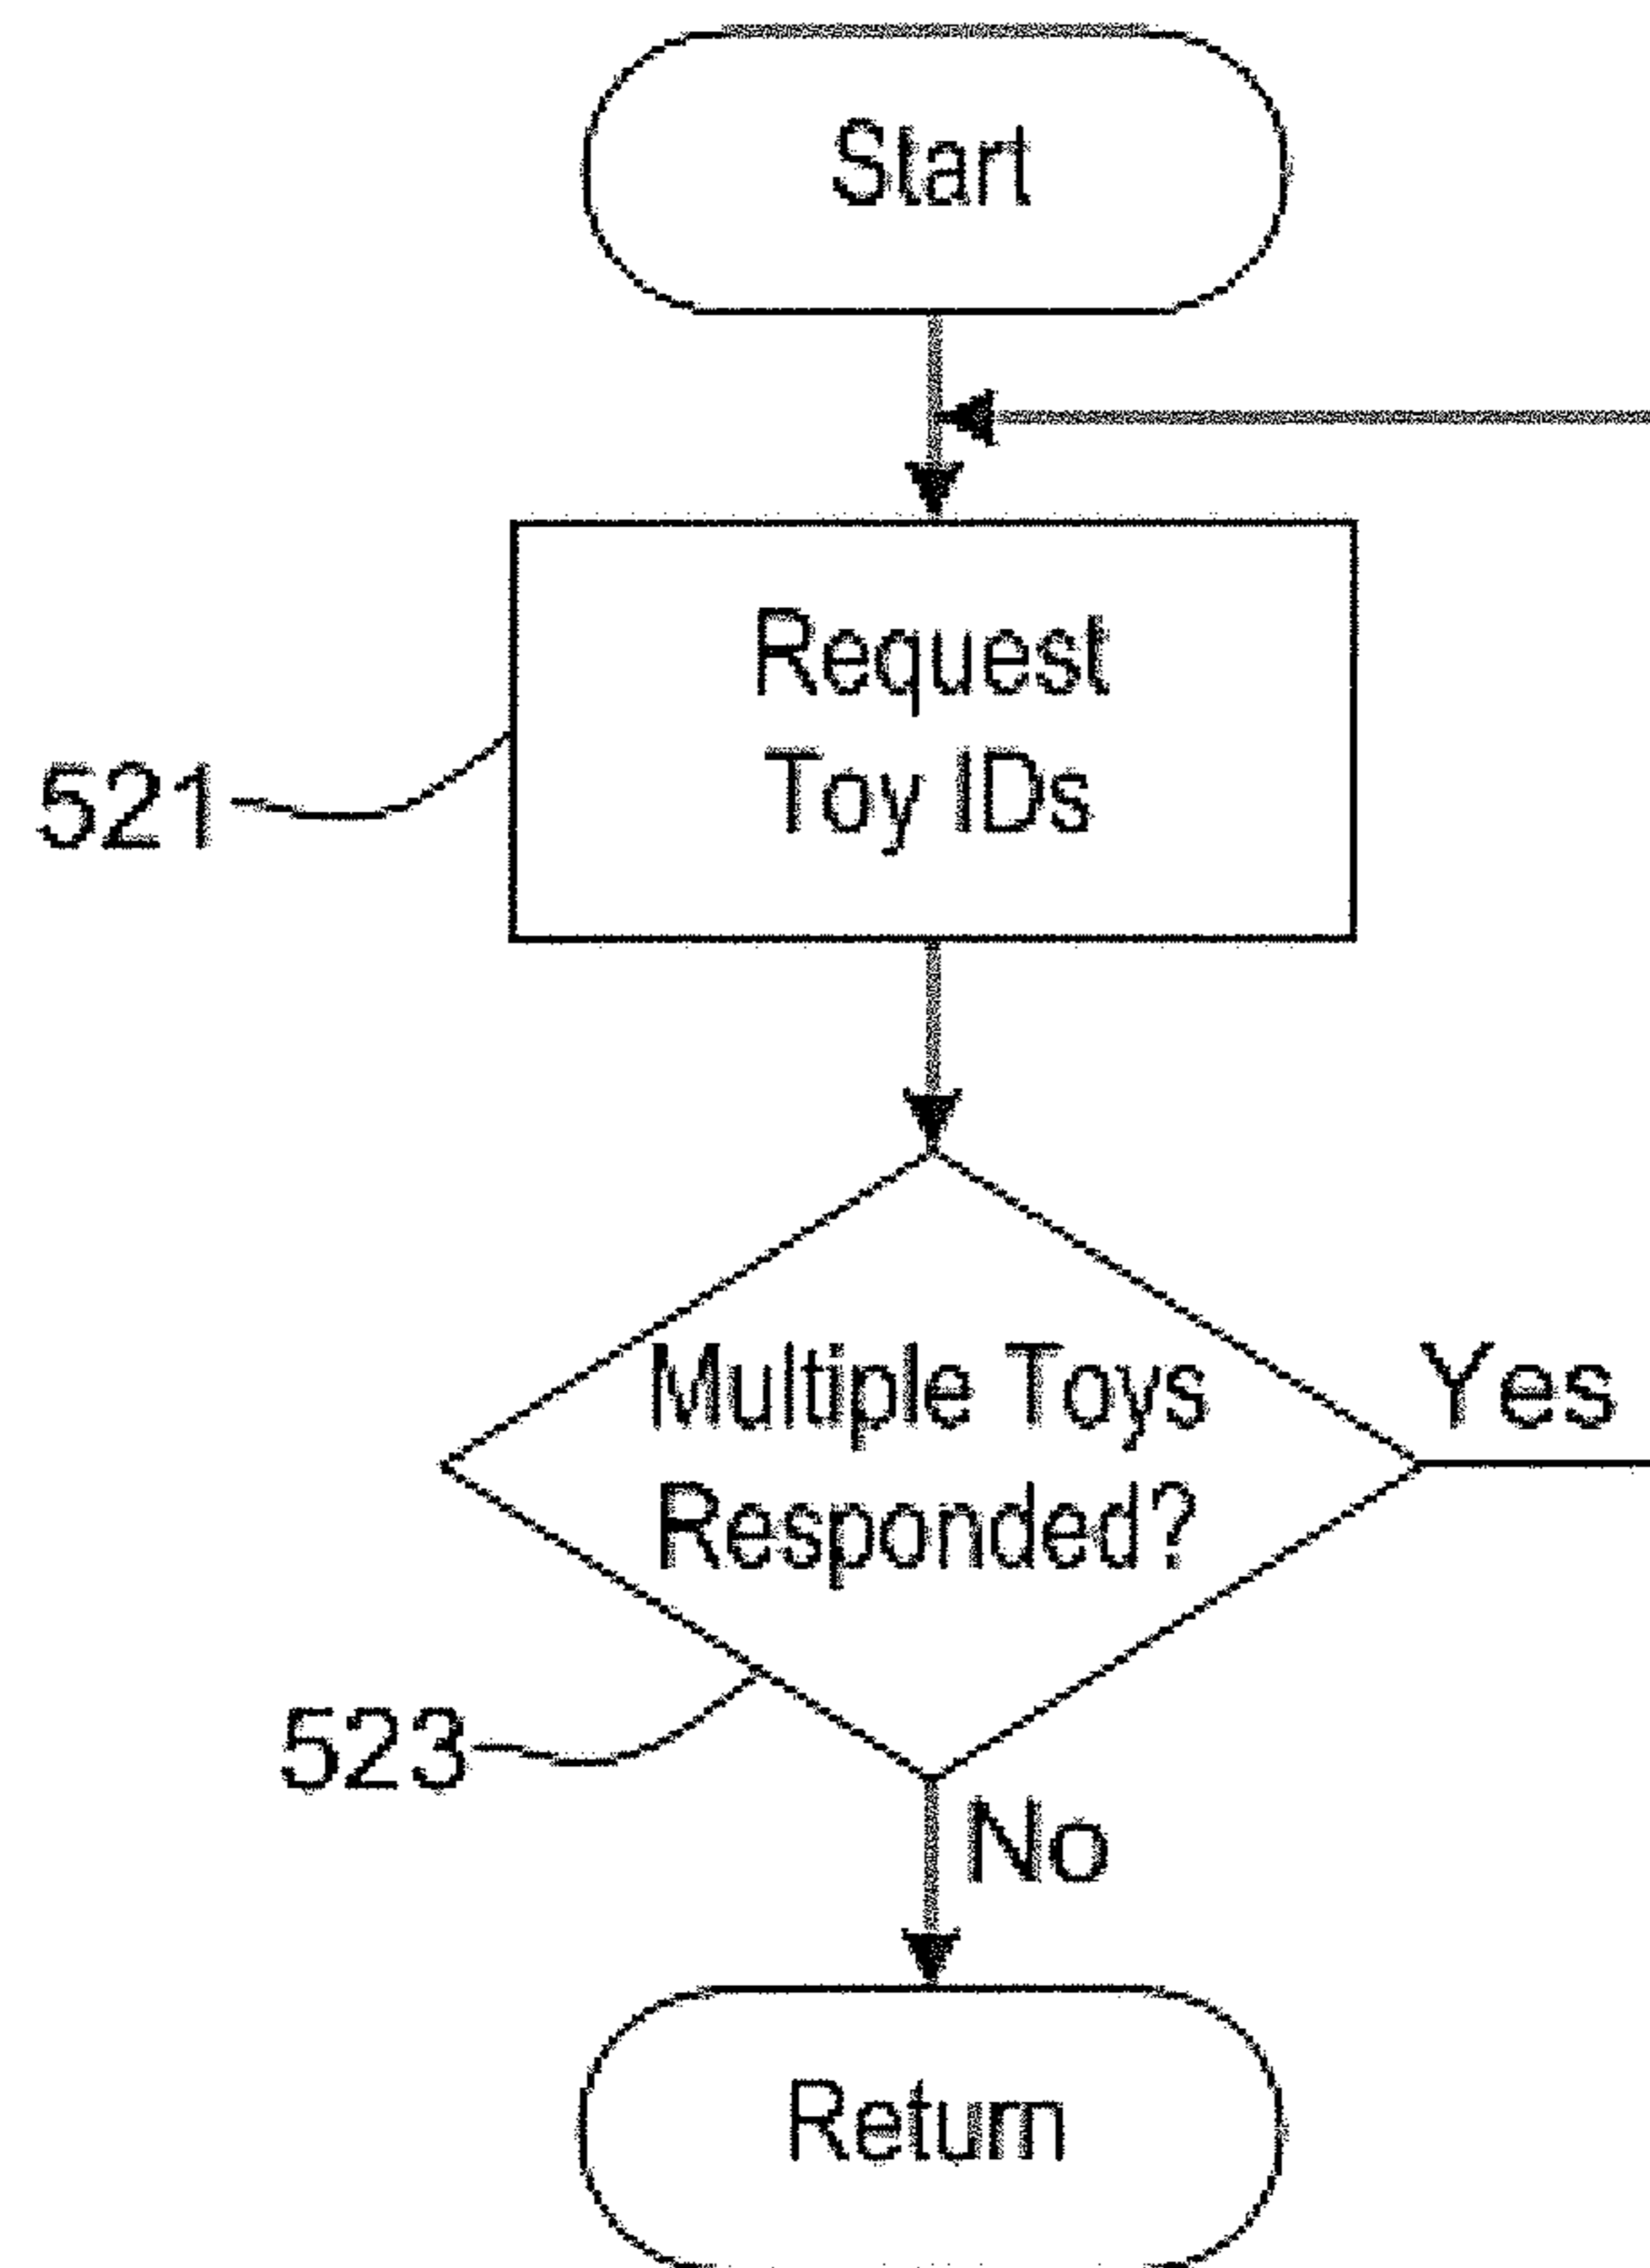 Start
Request
Toy IDs
521
Multiple Toys
Responded?
Yes
523
No
Return